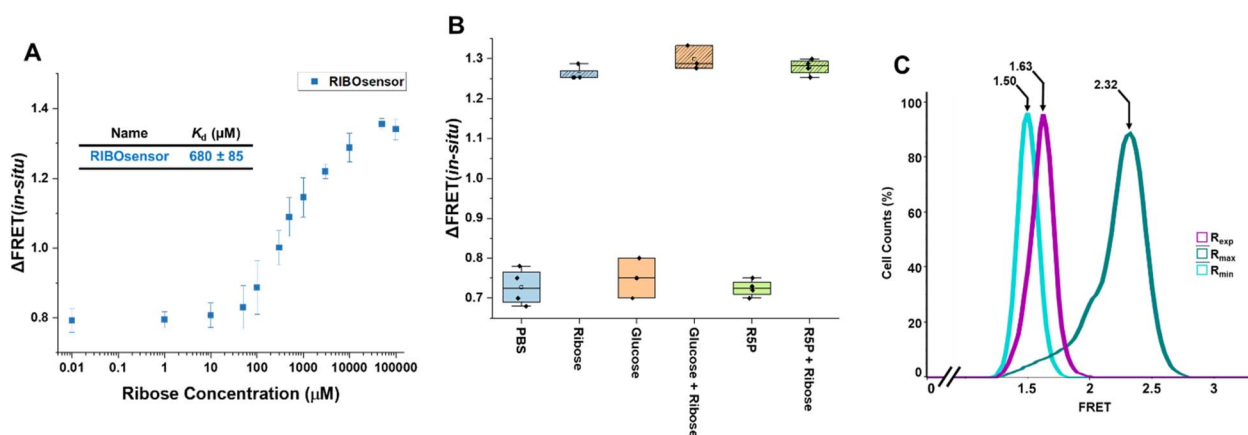 A
RIBOsensor
ΔFRET(in-situ)
1.4
1.2
1.0
0.8
Name Kd (µM)
RIBOsensor 680 ± 85
0.01 0.1 1 10 100 1000 10000 100000
Ribose Concentration (µM)
B
ΔFRET(in-situ)
1.3
1.2
1.1
1.0
0.9
0.8
0.7
PBS
Ribose
Glucose
Glucose + Ribose
R5P
R5P + Ribose
C
1.50
1.63
2.32
Cell Counts (%)
100
80
60
40
20
0
Rexp
Rmax
Rmin
0 1.5 2 2.5 3
FRET